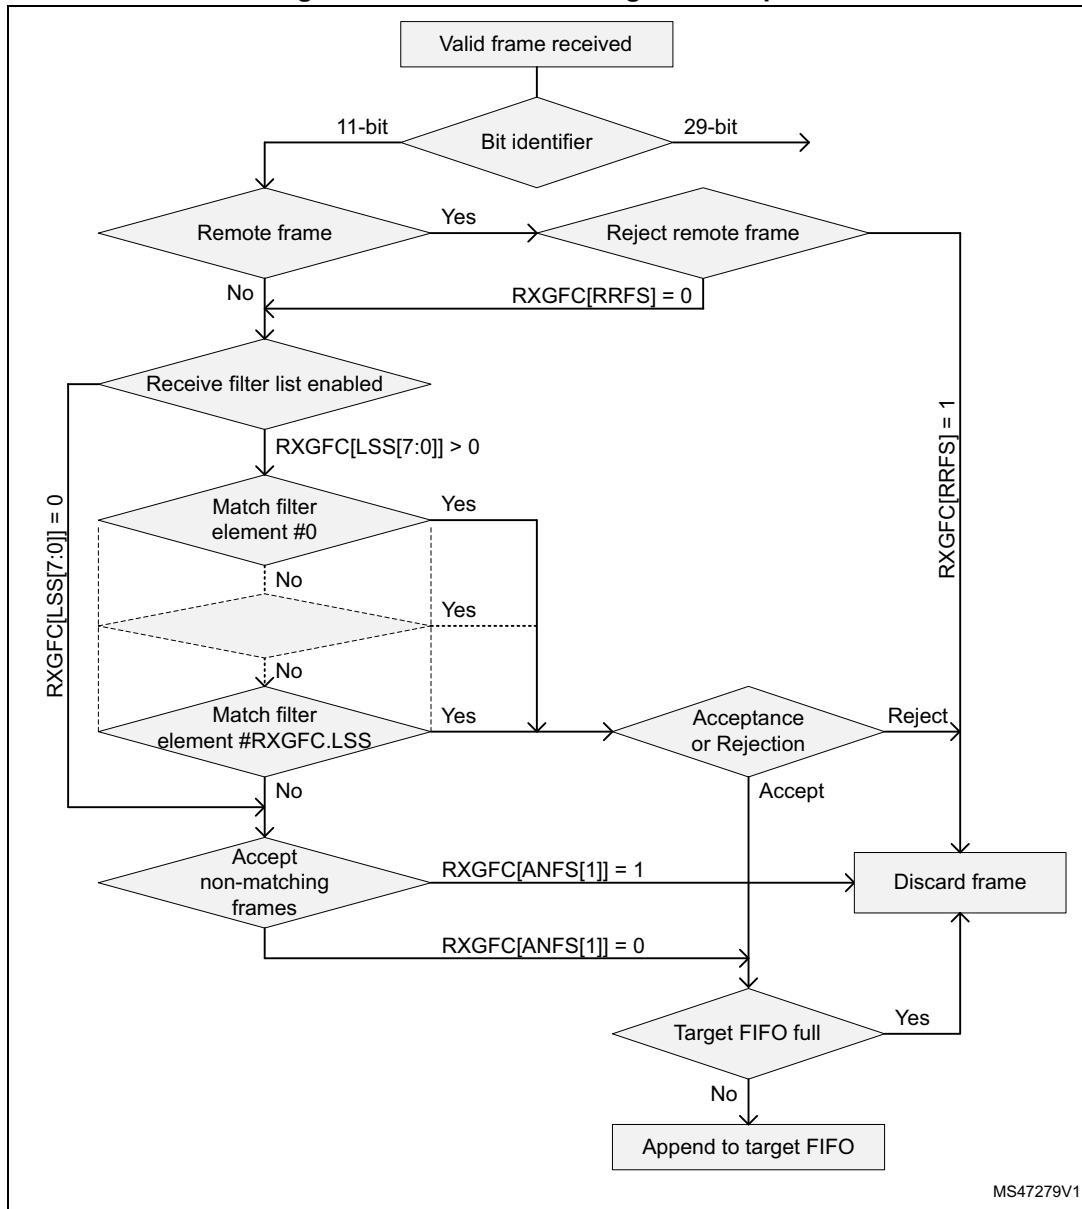 Valid frame received
11-bit
Bit identifier
29-bit
Remote frame
Yes
Reject remote frame
No
RXGFC[RRFS] = 0
Receive filter list enabled
RXGFC[LSS[7:0]] > 0
RXGFC[RRFS] = 1
RXGFC[LSS[7:0]] = 0
Match filter
element #0
Yes
No
Yes
No
Match filter
element #RXGFC.LSS
Yes
Acceptance
or Rejection
Reject
No
Accept
Accept
non-matching
frames
RXGFC[ANFS[1]] = 1
Discard frame
RXGFC[ANFS[1]] = 0
Target FIFO full
Yes
No
Append to target FIFO
MS47279V1